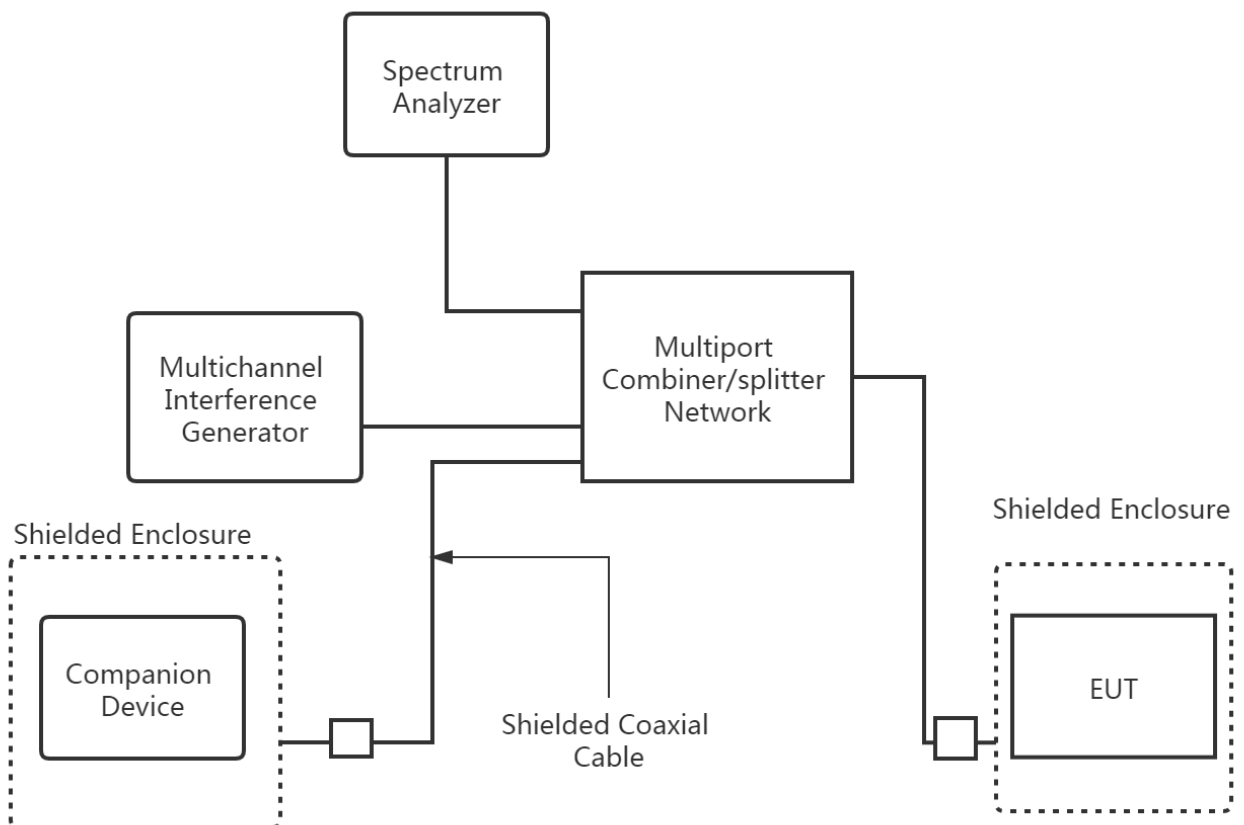 Spectrum
Analyzer
Multichannel
Interference
Generator
Multiport
Combiner/splitter
Network
Shielded Enclosure
Shielded Enclosure
Companion
Device
Shielded Coaxial
Cable
EUT